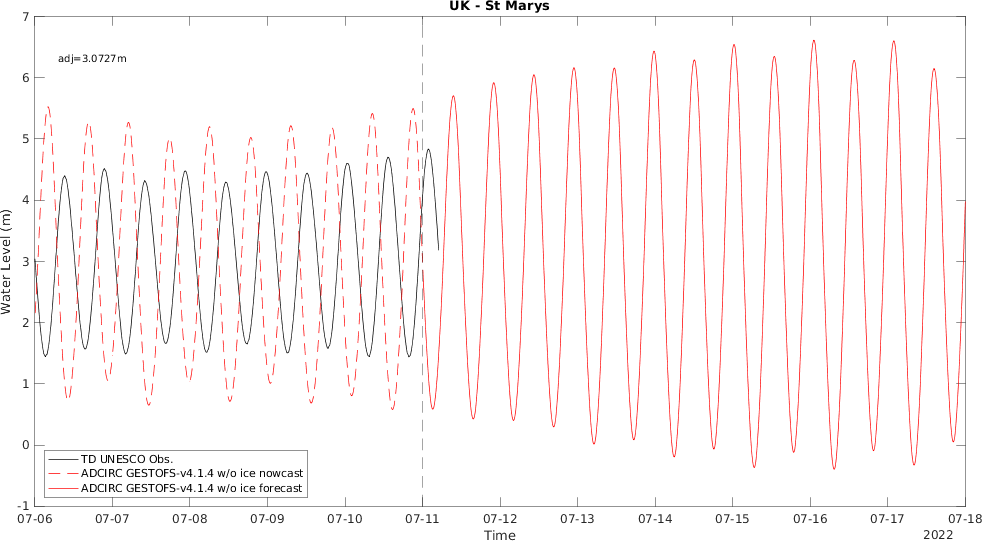 UK - St Marys
adj=3.0727m
Water Level (m)
7
6
5
4
3
2
1
0
-1
TD UNESCO Obs.
ADCIRC GESTOFS-v4.1.4 w/o ice nowcast
ADCIRC GESTOFS-v4.1.4 w/o ice forecast
07-06 07-07 07-08 07-09 07-10 07-11 07-12 07-13 07-14 07-15 07-16 07-17 07-18
Time
2022